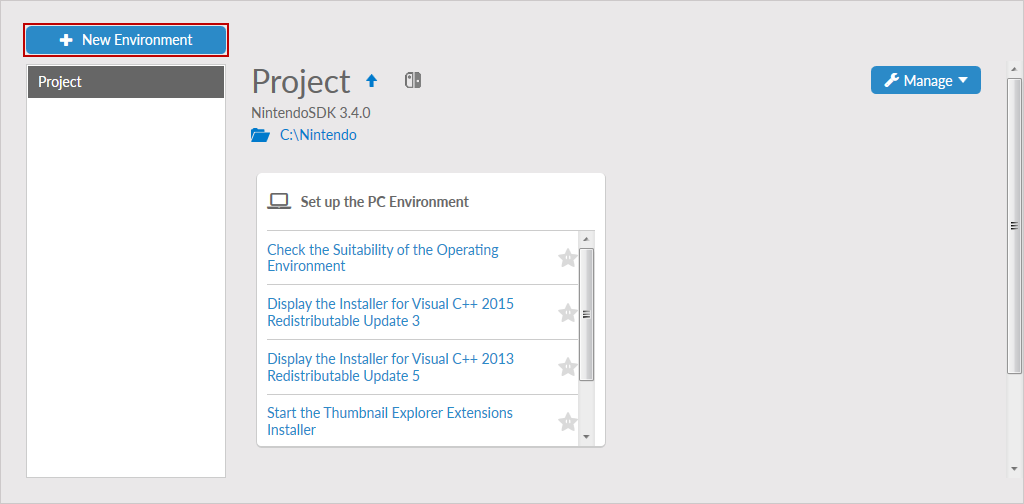 New Environment
Project
Project
Manage
NintendoSDK 3.4.0
C:\Nintendo
Set up the PC Environment
Check the Suitability of the Operating
Environment
Display the Installer for Visual C++ 2015
Redistributable Update 3
Display the Installer for Visual C++ 2013
Redistributable Update 5
Start the Thumbnail Explorer Extensions
Installer